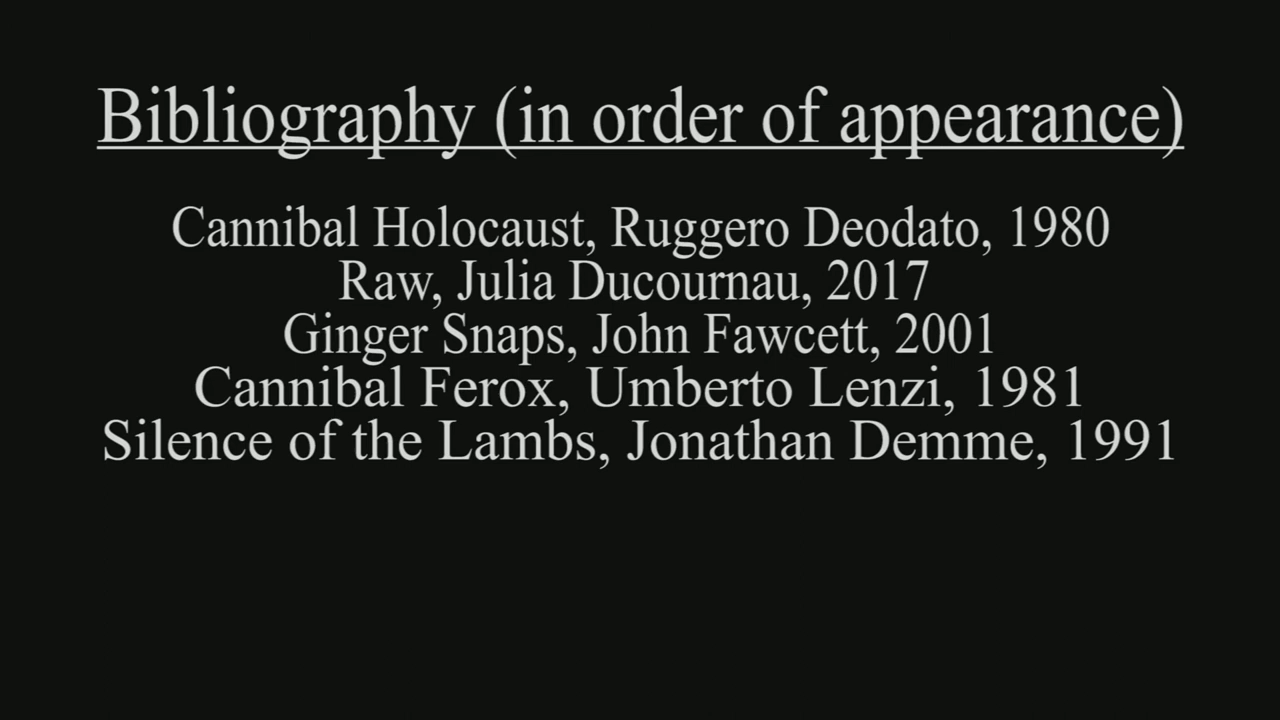 Bibliography (in order of appearance)
Cannibal Holocaust, Ruggero Deodato, 1980
Raw, Julia Ducournau, 2017
Ginger Snaps, John Fawcett, 2001
Cannibal Ferox, Umberto Lenzi, 1981
Silence of the Lambs, Jonathan Demme, 1991